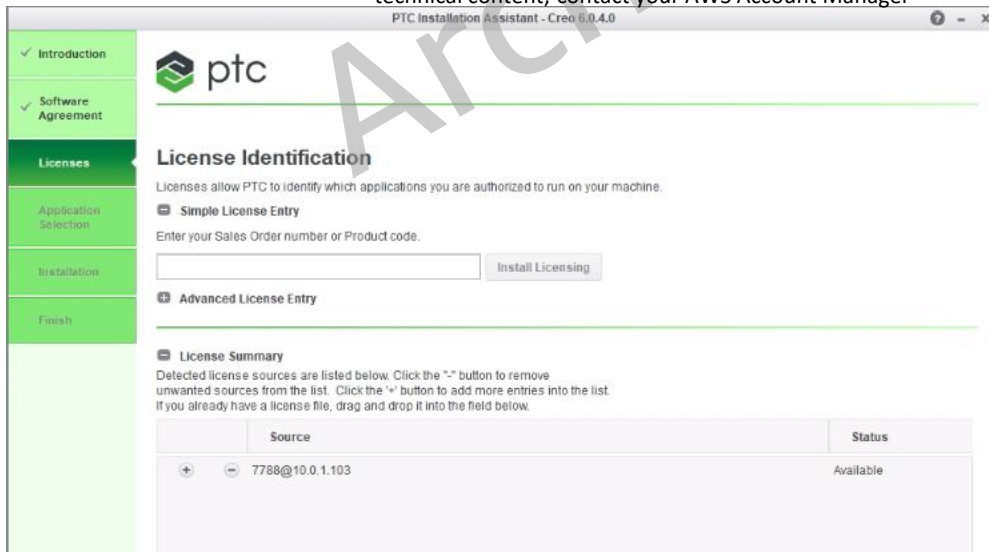 technical content, contact your AWS Account Manager
PTC Installation Assistant - Creo 6.0.4.0
Introduction
ptc
Software
Agreement
Licenses
License Identification
Licenses allow PTC to identify which applications you are authorized to run on your machine.
Application
Selection
Simple License Entry
Enter your Sales Order number or Product code.
Installation
Install Licensing
Advanced License Entry
Finish
License Summary
Detected license sources are listed below. Click the "-" button to remove
unwanted sources from the list. Click the '+' button to add more entries into the list.
If you already have a license file, drag and drop it into the field below.
Source
Status
7788@10.0.1.103
Available